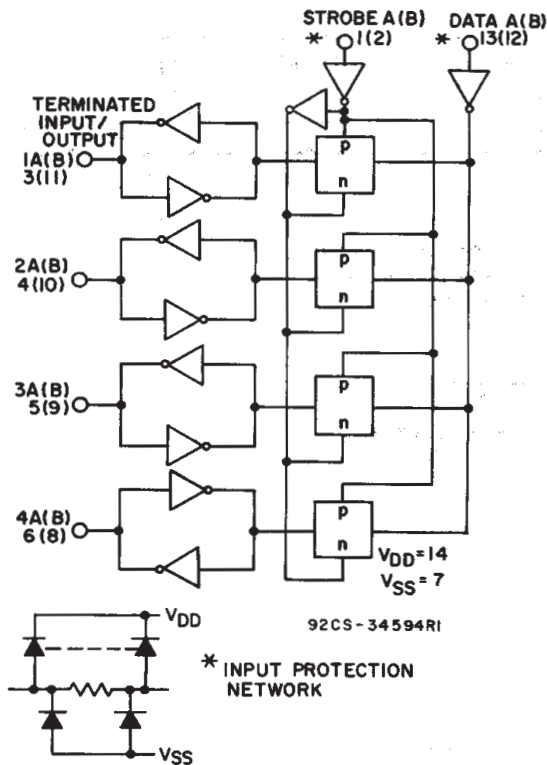 STROBE A(B)
* 1(2)
DATA A(B)
* 13(12)
TERMINATED
INPUT/
OUTPUT
1A(B)
3(11)
p
n
2A(B)
4(10)
p
n
3A(B)
5(9)
p
n
4A(B)
6(8)
p
n
VDD=14
VSS=7
92CS-34594R1
VDD
* INPUT PROTECTION
NETWORK
VSS